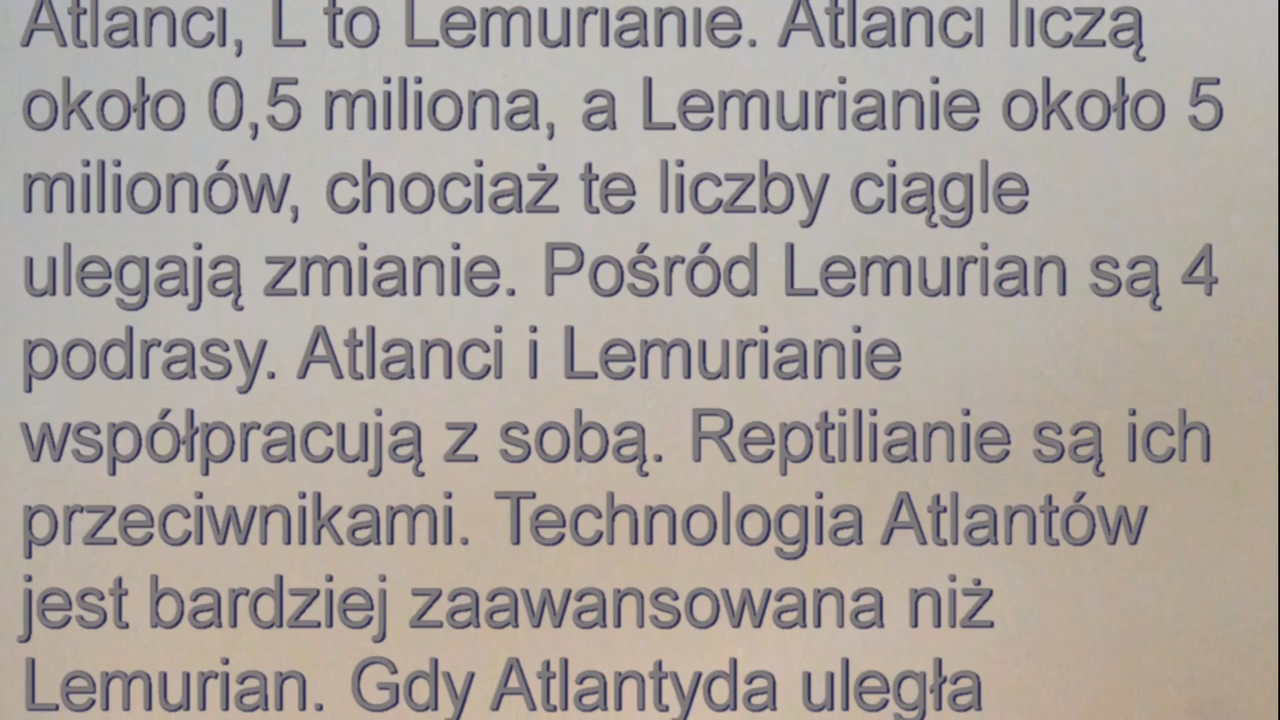 Atlanci, L to Lemurianie. Atlanci liczą
około 0,5 miliona, a Lemurianie około 5
milionów, chociaż te liczby ciągle
ulegają zmianie. Pośród Lemurian są 4
podrasy. Atlanci i Lemurianie
współpracują z sobą. Reptilianie są ich
przeciwnikami. Technologia Atlantów
jest bardziej zaawansowana niż
Lemurian. Gdy Atlantyda uległa